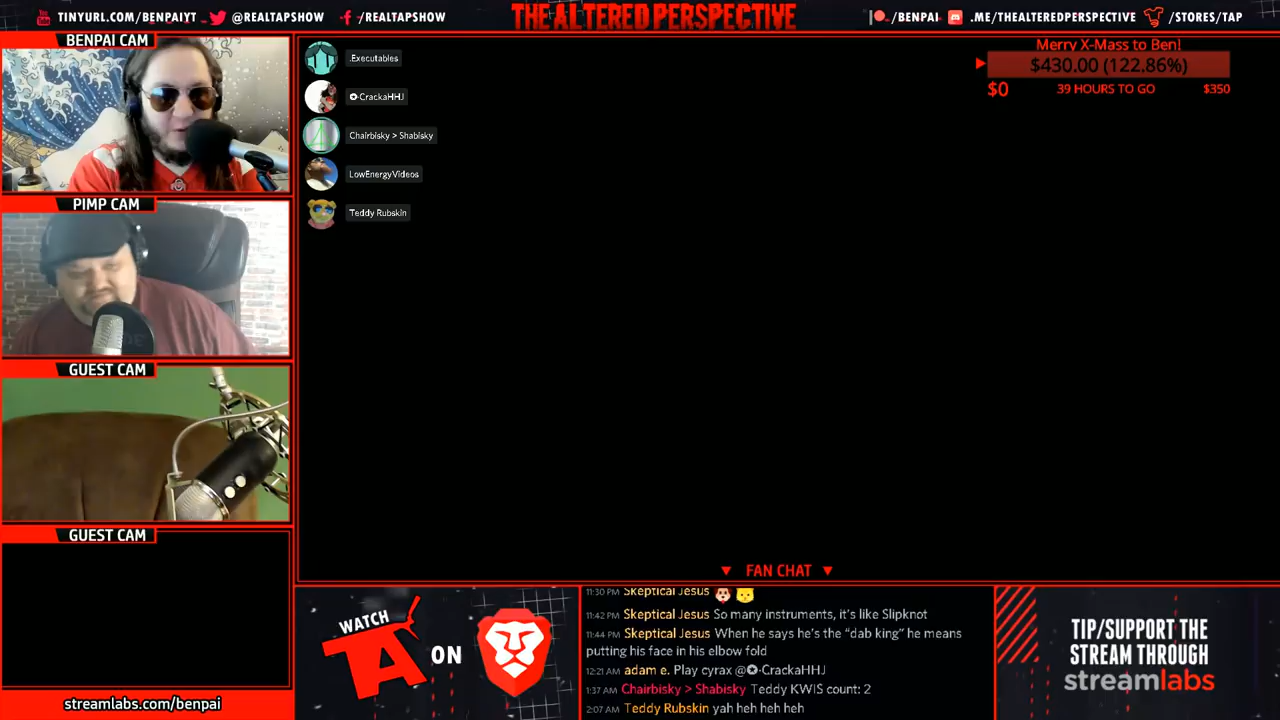 TINYURL.COM/BENPAIYT
@REALTAPSHOW
/REALTAPSHOW
THE ALTERED PERSPECTIVE
/BENPAI
.ME/THEALTEREDPERSPECTIVE
/STORES/TAP
BENPAI CAM
PIMP CAM
GUEST CAM
GUEST CAM
streamlabs.com/benpai
.Executables
✪-CrackaHHJ
Chairbisky > Shabisky
LowEnergyVideos
Teddy Rubskin
Merry X-Mass to Ben!
$430.00 (122.86%)
$0 39 HOURS TO GO $350
▼ FAN CHAT ▼
WATCH
TA ON
11:30 PM Skeptical Jesus
11:42 PM Skeptical Jesus So many instruments, it's like Slipknot
11:44 PM Skeptical Jesus When he says he's the "dab king" he means
putting his face in his elbow fold
12:21 AM adam e. Play cyrax @✪-CrackaHHJ
1:37 AM Chairbisky > Shabisky Teddy KWIS count: 2
2:07 AM Teddy Rubskin yah heh heh heh
TIP/SUPPORT THE
STREAM THROUGH
streamlabs